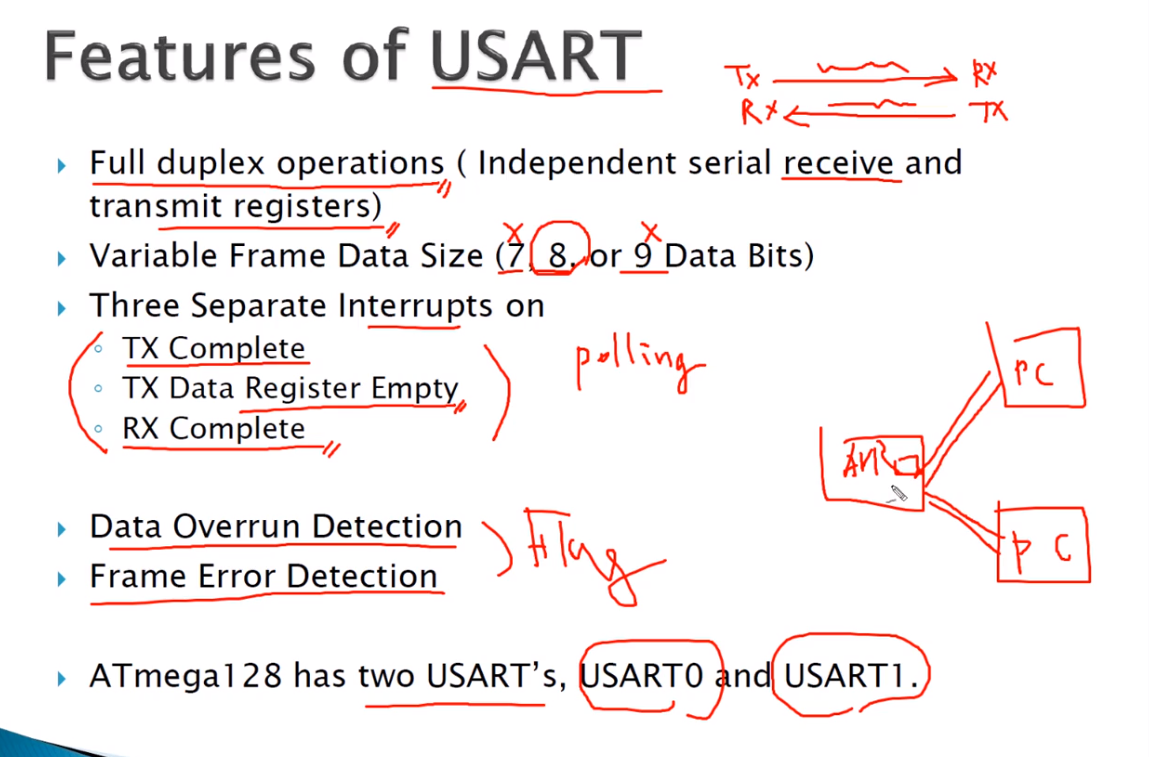 Features of USART
Tx RX
RX TX
Full duplex operations ( Independent serial receive and
transmit registers)
x x
Variable Frame Data Size (7, 8, or 9 Data Bits)
Three Separate Interrupts on
TX Complete
polling
TX Data Register Empty
PC
RX Complete
AVR
Data Overrun Detection
Flag
PC
Frame Error Detection
ATmega128 has two USART’s, USART0 and USART1.